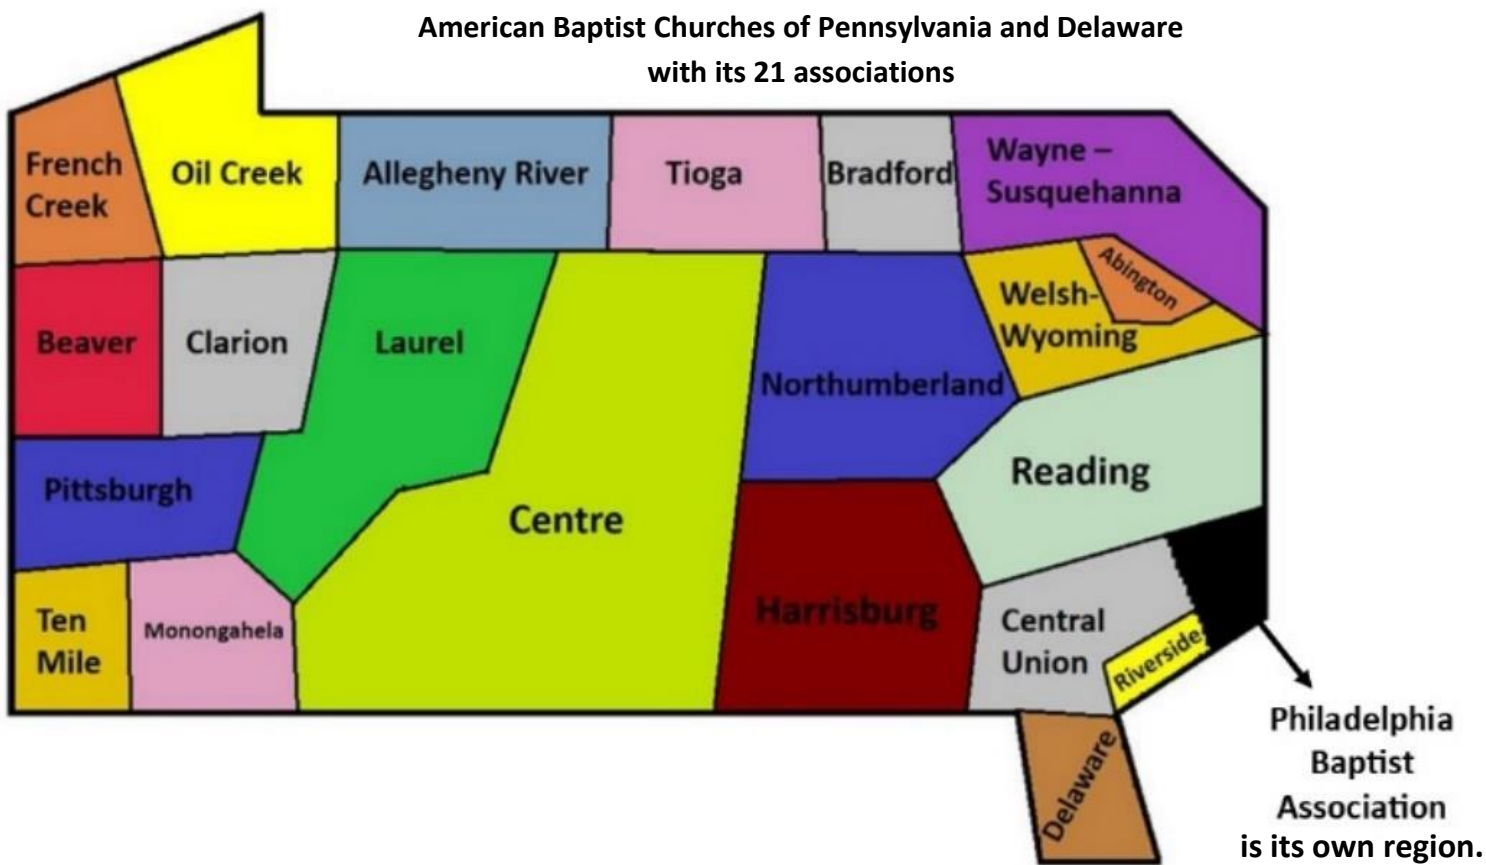 American Baptist Churches of Pennsylvania and Delaware
with its 21 associations
French
Creek
Oil Creek
Allegheny River
Tioga
Bradford
Wayne –
Susquehanna
Abington
Welsh-
Wyoming
Beaver
Clarion
Laurel
Northumberland
Pittsburgh
Centre
Reading
Ten
Mile
Monongahela
Harrisburg
Central
Union
Riverside
Delaware
Philadelphia
Baptist
Association
is its own region.